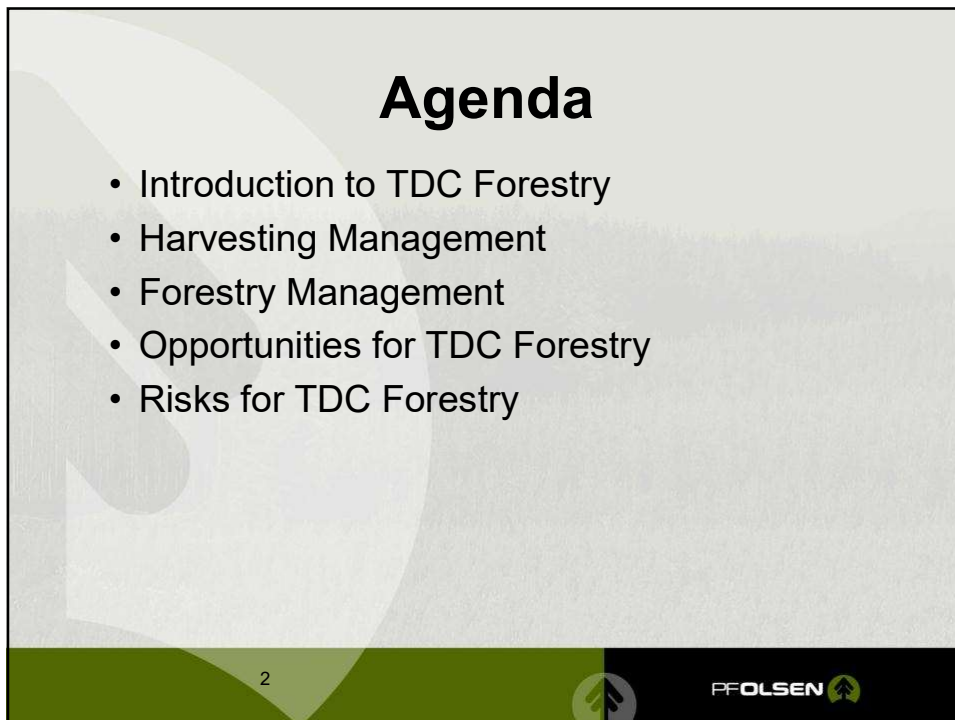 Agenda
• Introduction to TDC Forestry
• Harvesting Management
• Forestry Management
• Opportunities for TDC Forestry
• Risks for TDC Forestry
2
PFOLSEN